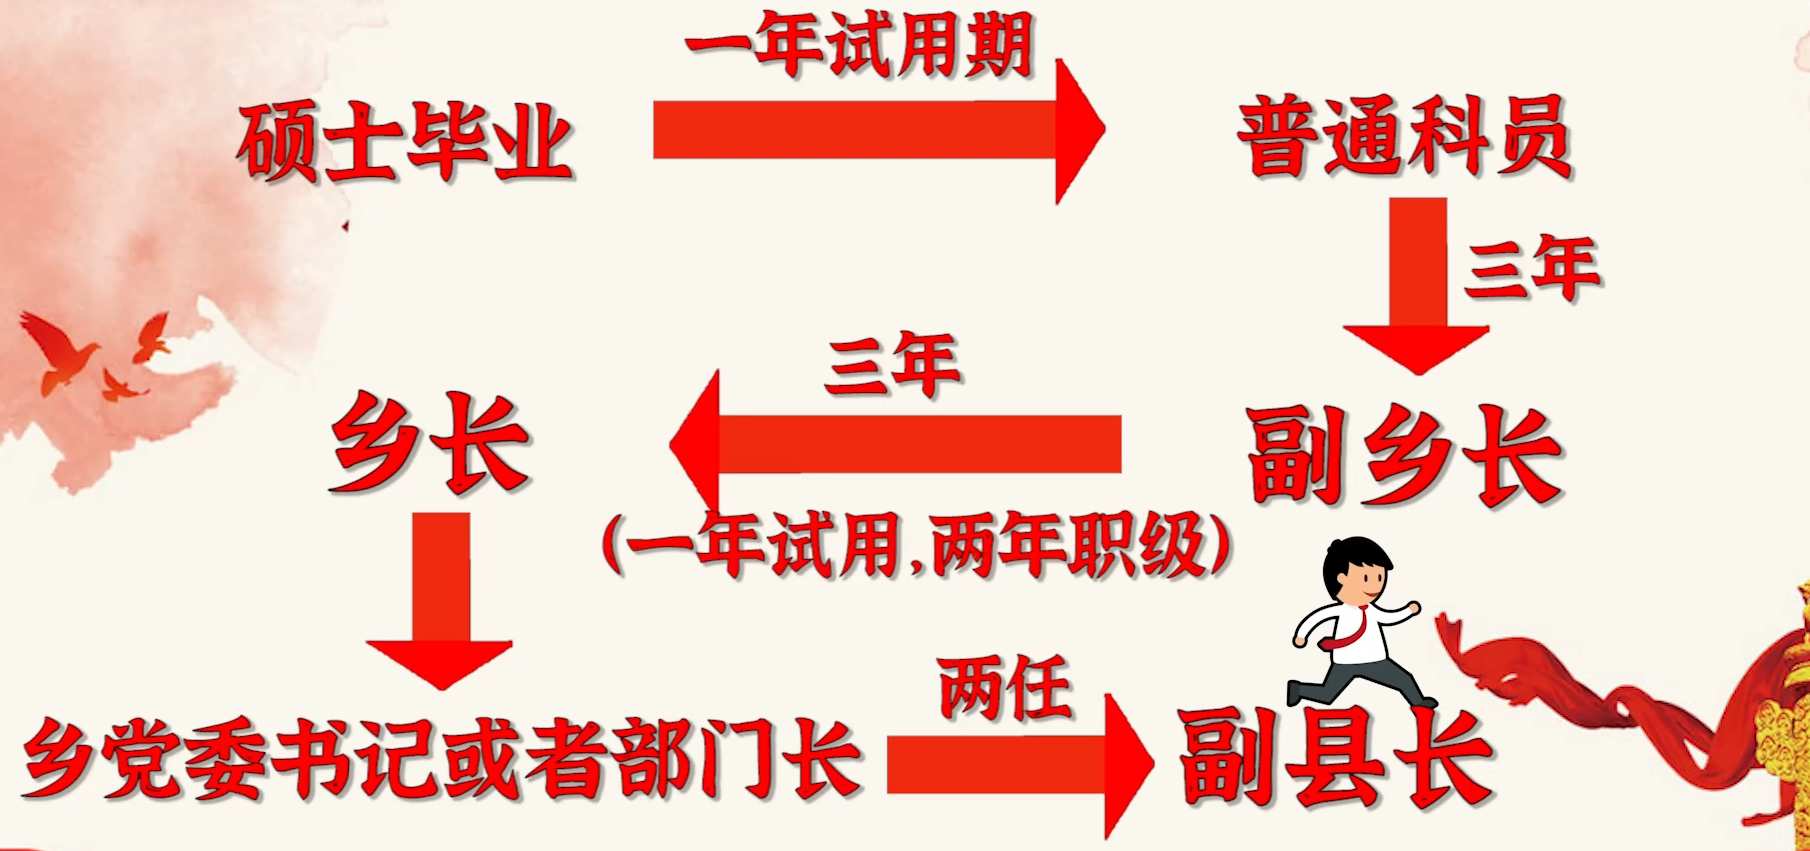 一年试用期
硕士毕业
普通科员
三年
三年
乡长
副乡长
(一年试用,两年职级)
两任
乡党委书记或者部门长
副县长